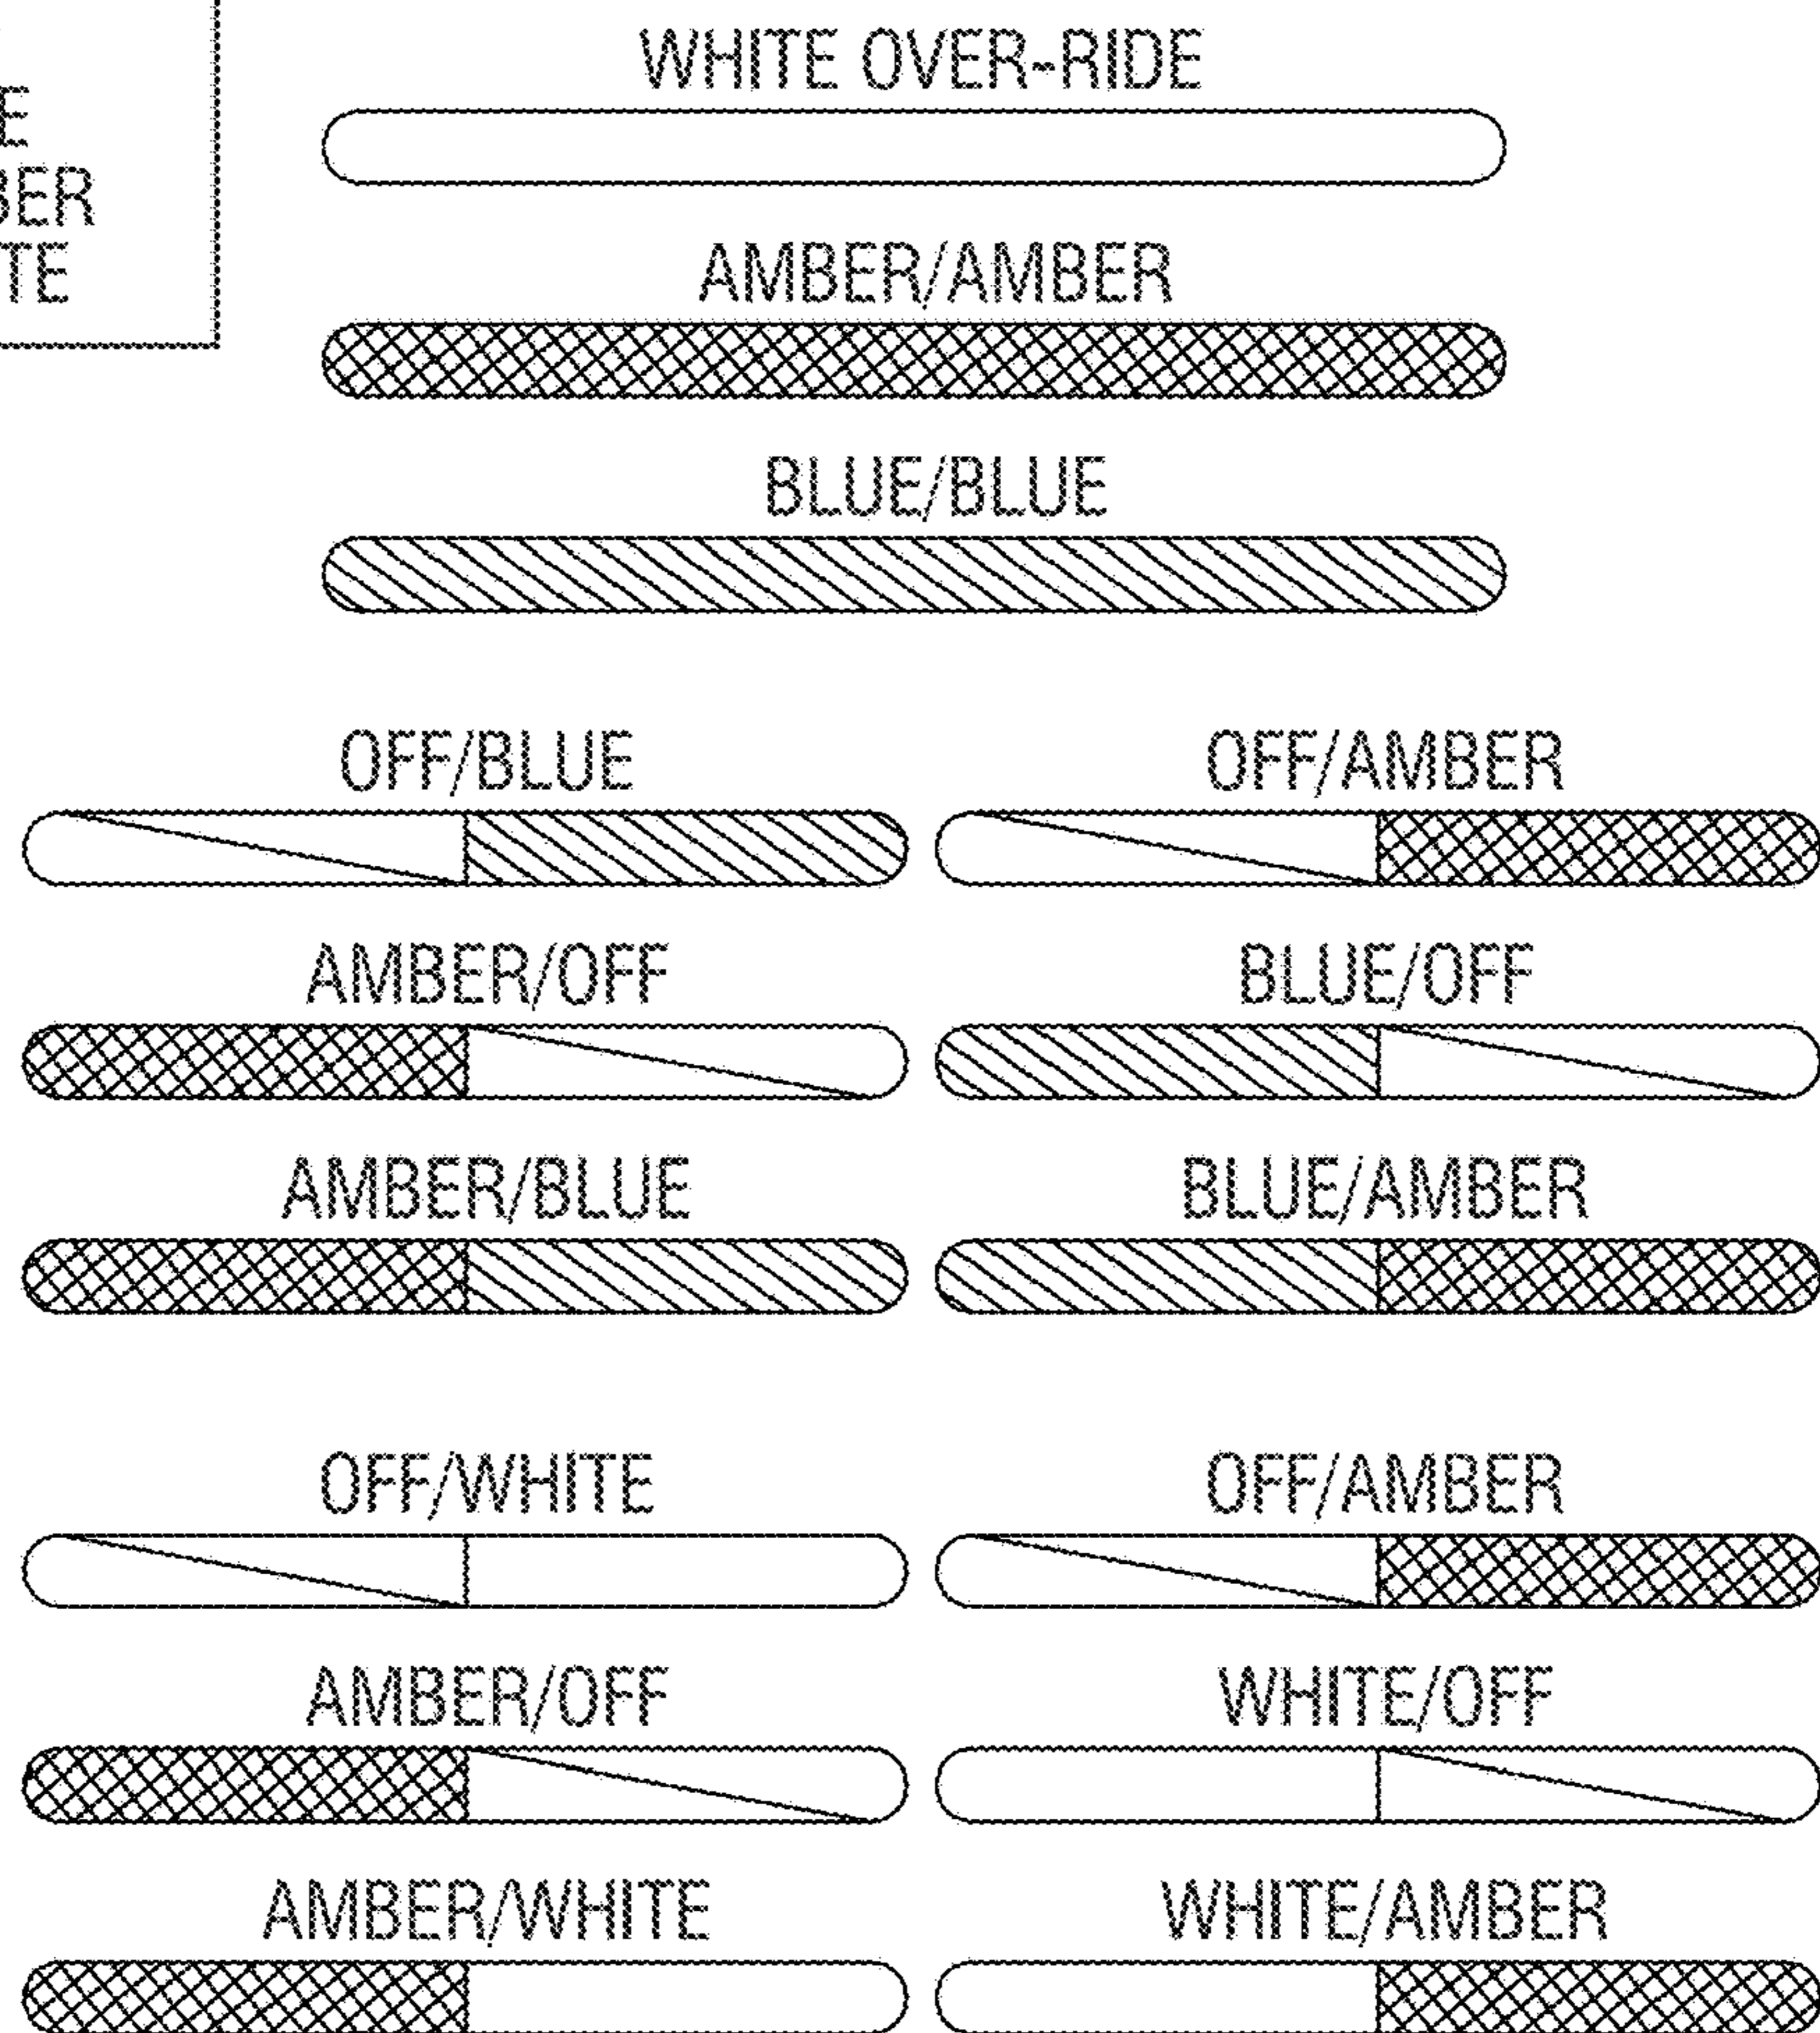 WHITE OVER-RIDE
AMBER/AMBER
BLUE/BLUE
OFF/BLUE
OFF/AMBER
AMBER/OFF
BLUE/OFF
AMBER/BLUE
BLUE/AMBER
OFF/WHITE
OFF/AMBER
AMBER/OFF
WHITE/OFF
AMBER/WHITE
WHITE/AMBER